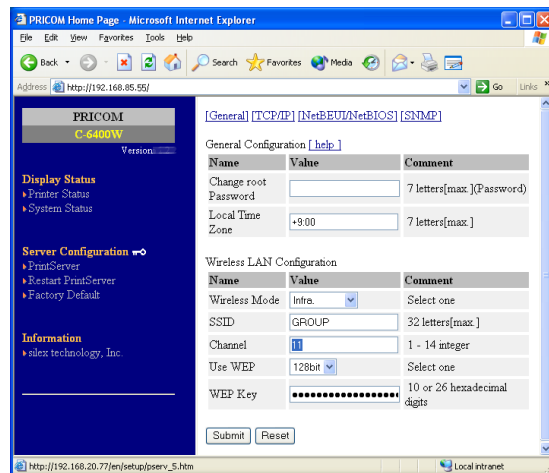 PRICOM Home Page - Microsoft Internet Explorer
File Edit View Favorites Tools Help
Back Search Favorites Media
Address http://192.168.85.55/ Go Links »
PRICOM
C-6400W
Version
Display Status
Printer Status
System Status
Server Configuration
PrintServer
Restart PrintServer
Factory Default
Information
silex technology, Inc.
[General] [TCP/IP] [NetBEUI/NetBIOS] [SNMP]
General Configuration [ help ]
Name Value Comment
Change root Password 7 letters[max.](Password)
Local Time Zone +9:00 7 letters[max.]
Wireless LAN Configuration
Name Value Comment
Wireless Mode Infra. Select one
SSID GROUP 32 letters[max.]
Channel 11 1 - 14 integer
Use WEP 128bit Select one
WEP Key ●●●●●●●●●●●●●●●● 10 or 26 hexadecimal digits
Submit Reset
http://192.168.20.77/en/setup/pserv_5.htm Local intranet